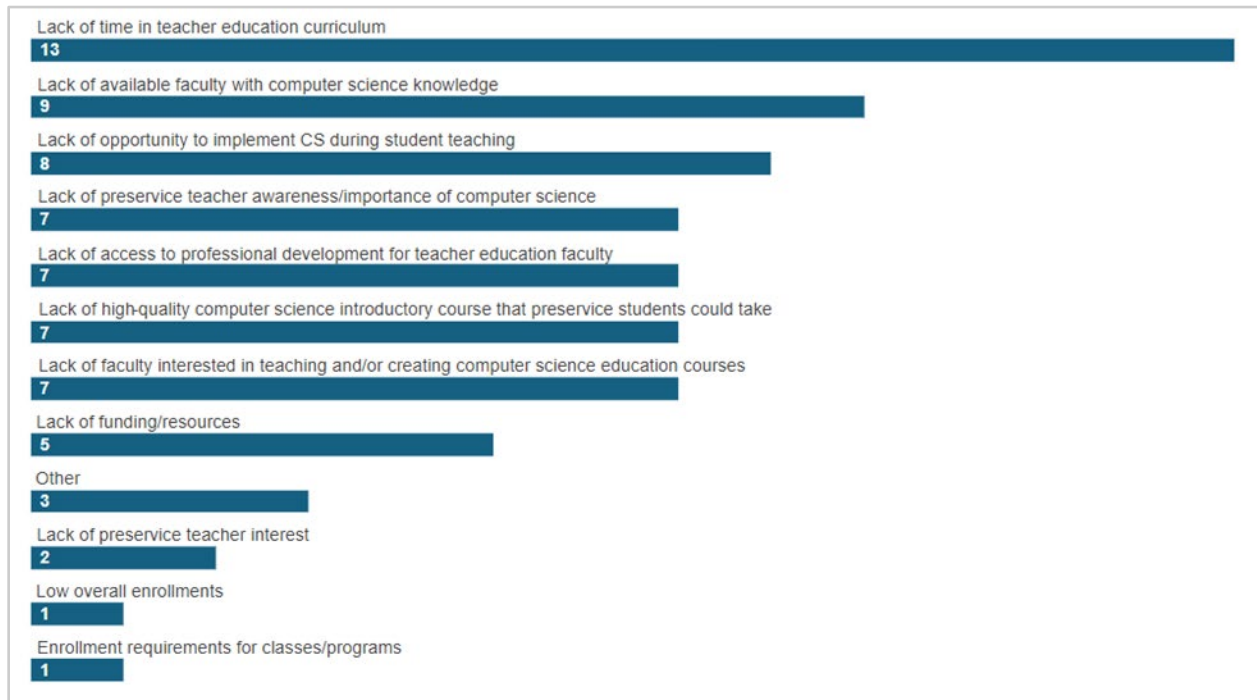 Lack of time in teacher education curriculum
13
Lack of available faculty with computer science knowledge
9
Lack of opportunity to implement CS during student teaching
8
Lack of preservice teacher awareness/importance of computer science
7
Lack of access to professional development for teacher education faculty
7
Lack of high-quality computer science introductory course that preservice students could take
7
Lack of faculty interested in teaching and/or creating computer science education courses
7
Lack of funding/resources
5
Other
3
Lack of preservice teacher interest
2
Low overall enrollments
1
Enrollment requirements for classes/programs
1